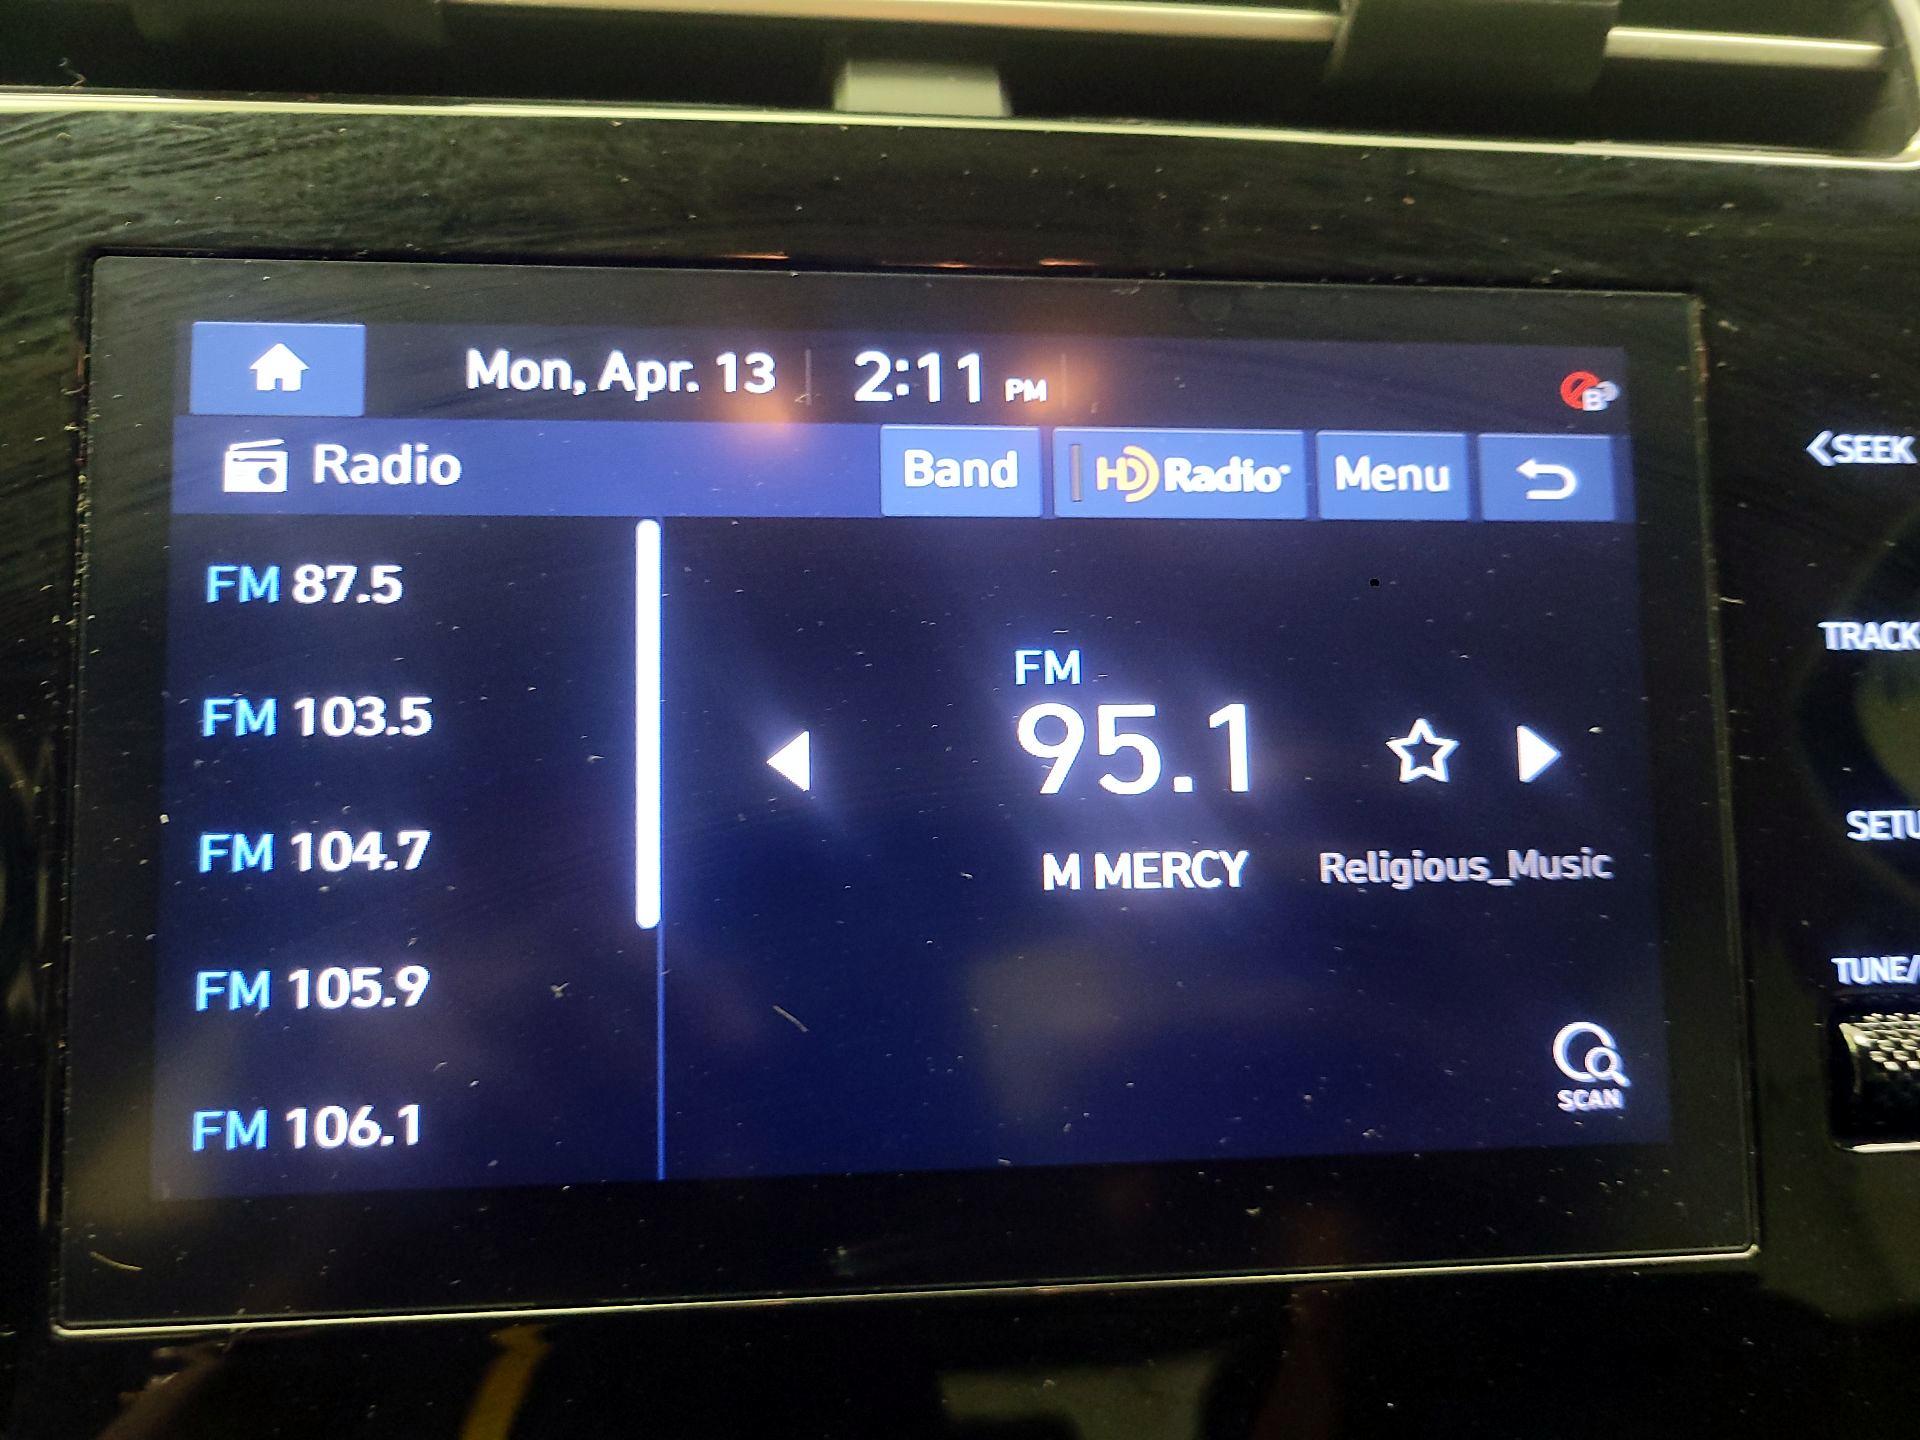 Mon, Apr. 13 2:11 PM
Radio Band HD Radio Menu
FM 87.5
FM 103.5
FM 104.7
FM 105.9
FM 106.1
FM
95.1
M MERCY Religious_Music
SCAN
SEEK
TRACK
SETU
TUNE/